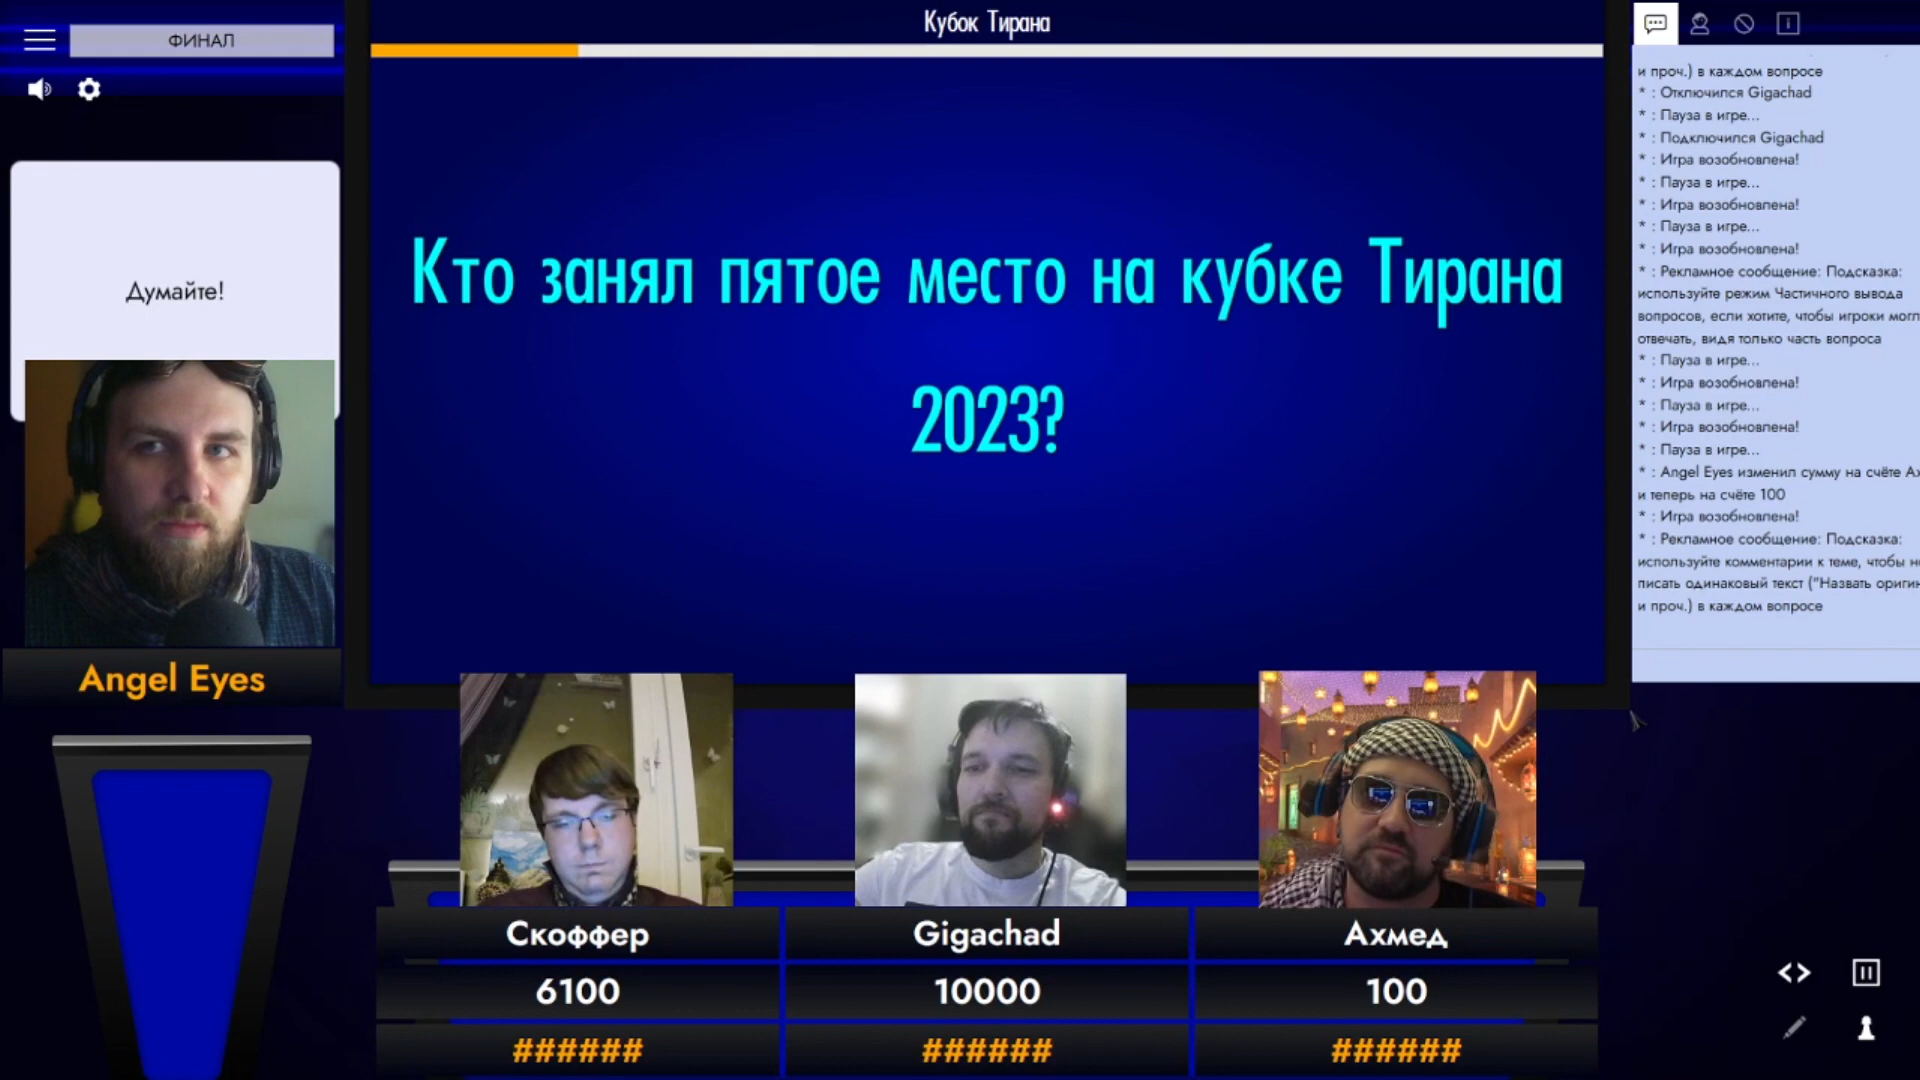 ФИНАЛ
Думайте!
Angel Eyes
Кубок Тирана
Кто занял пятое место на кубке Тирана
2023?
и проч.) в каждом вопросе
* : Отключился Gigachad
* : Пауза в игре...
* : Подключился Gigachad
* : Игра возобновлена!
* : Пауза в игре...
* : Игра возобновлена!
* : Пауза в игре...
* : Игра возобновлена!
* : Рекламное сообщение: Подсказка:
используйте режим Частичного вывода
вопросов, если хотите, чтобы игроки могл
отвечать, видя только часть вопроса
* : Пауза в игре...
* : Игра возобновлена!
* : Пауза в игре...
* : Игра возобновлена!
* : Пауза в игре...
* : Angel Eyes изменил сумму на счёте Ах
и теперь на счёте 100
* : Игра возобновлена!
* : Рекламное сообщение: Подсказка:
используйте комментарии к теме, чтобы не
писать одинаковый текст ("Назвать оригин
и проч.) в каждом вопросе
Скоффер
Gigachad
Ахмед
6100
10000
100
######
######
######